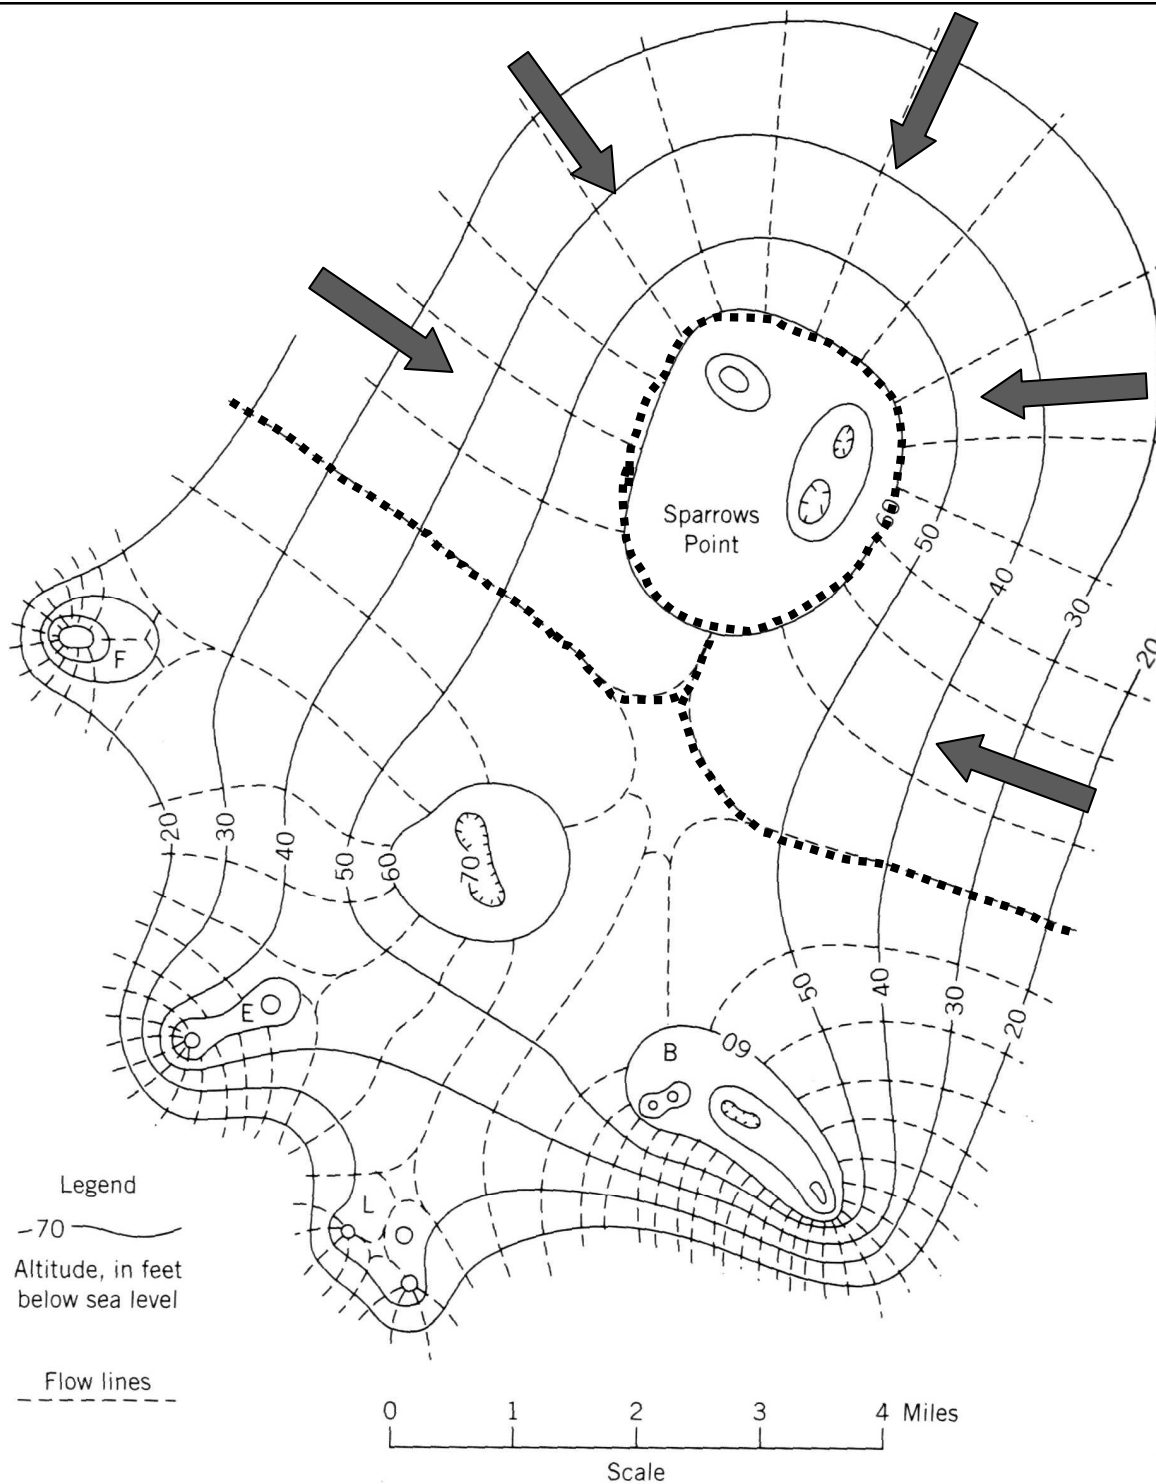 Sparrows
Point
60
50
40
30
20
F
20
30
40
50
60
-70
E
50
40
30
20
B
60
L
Legend
-70
Altitude, in feet
below sea level
Flow lines
0 1 2 3 4 Miles
Scale